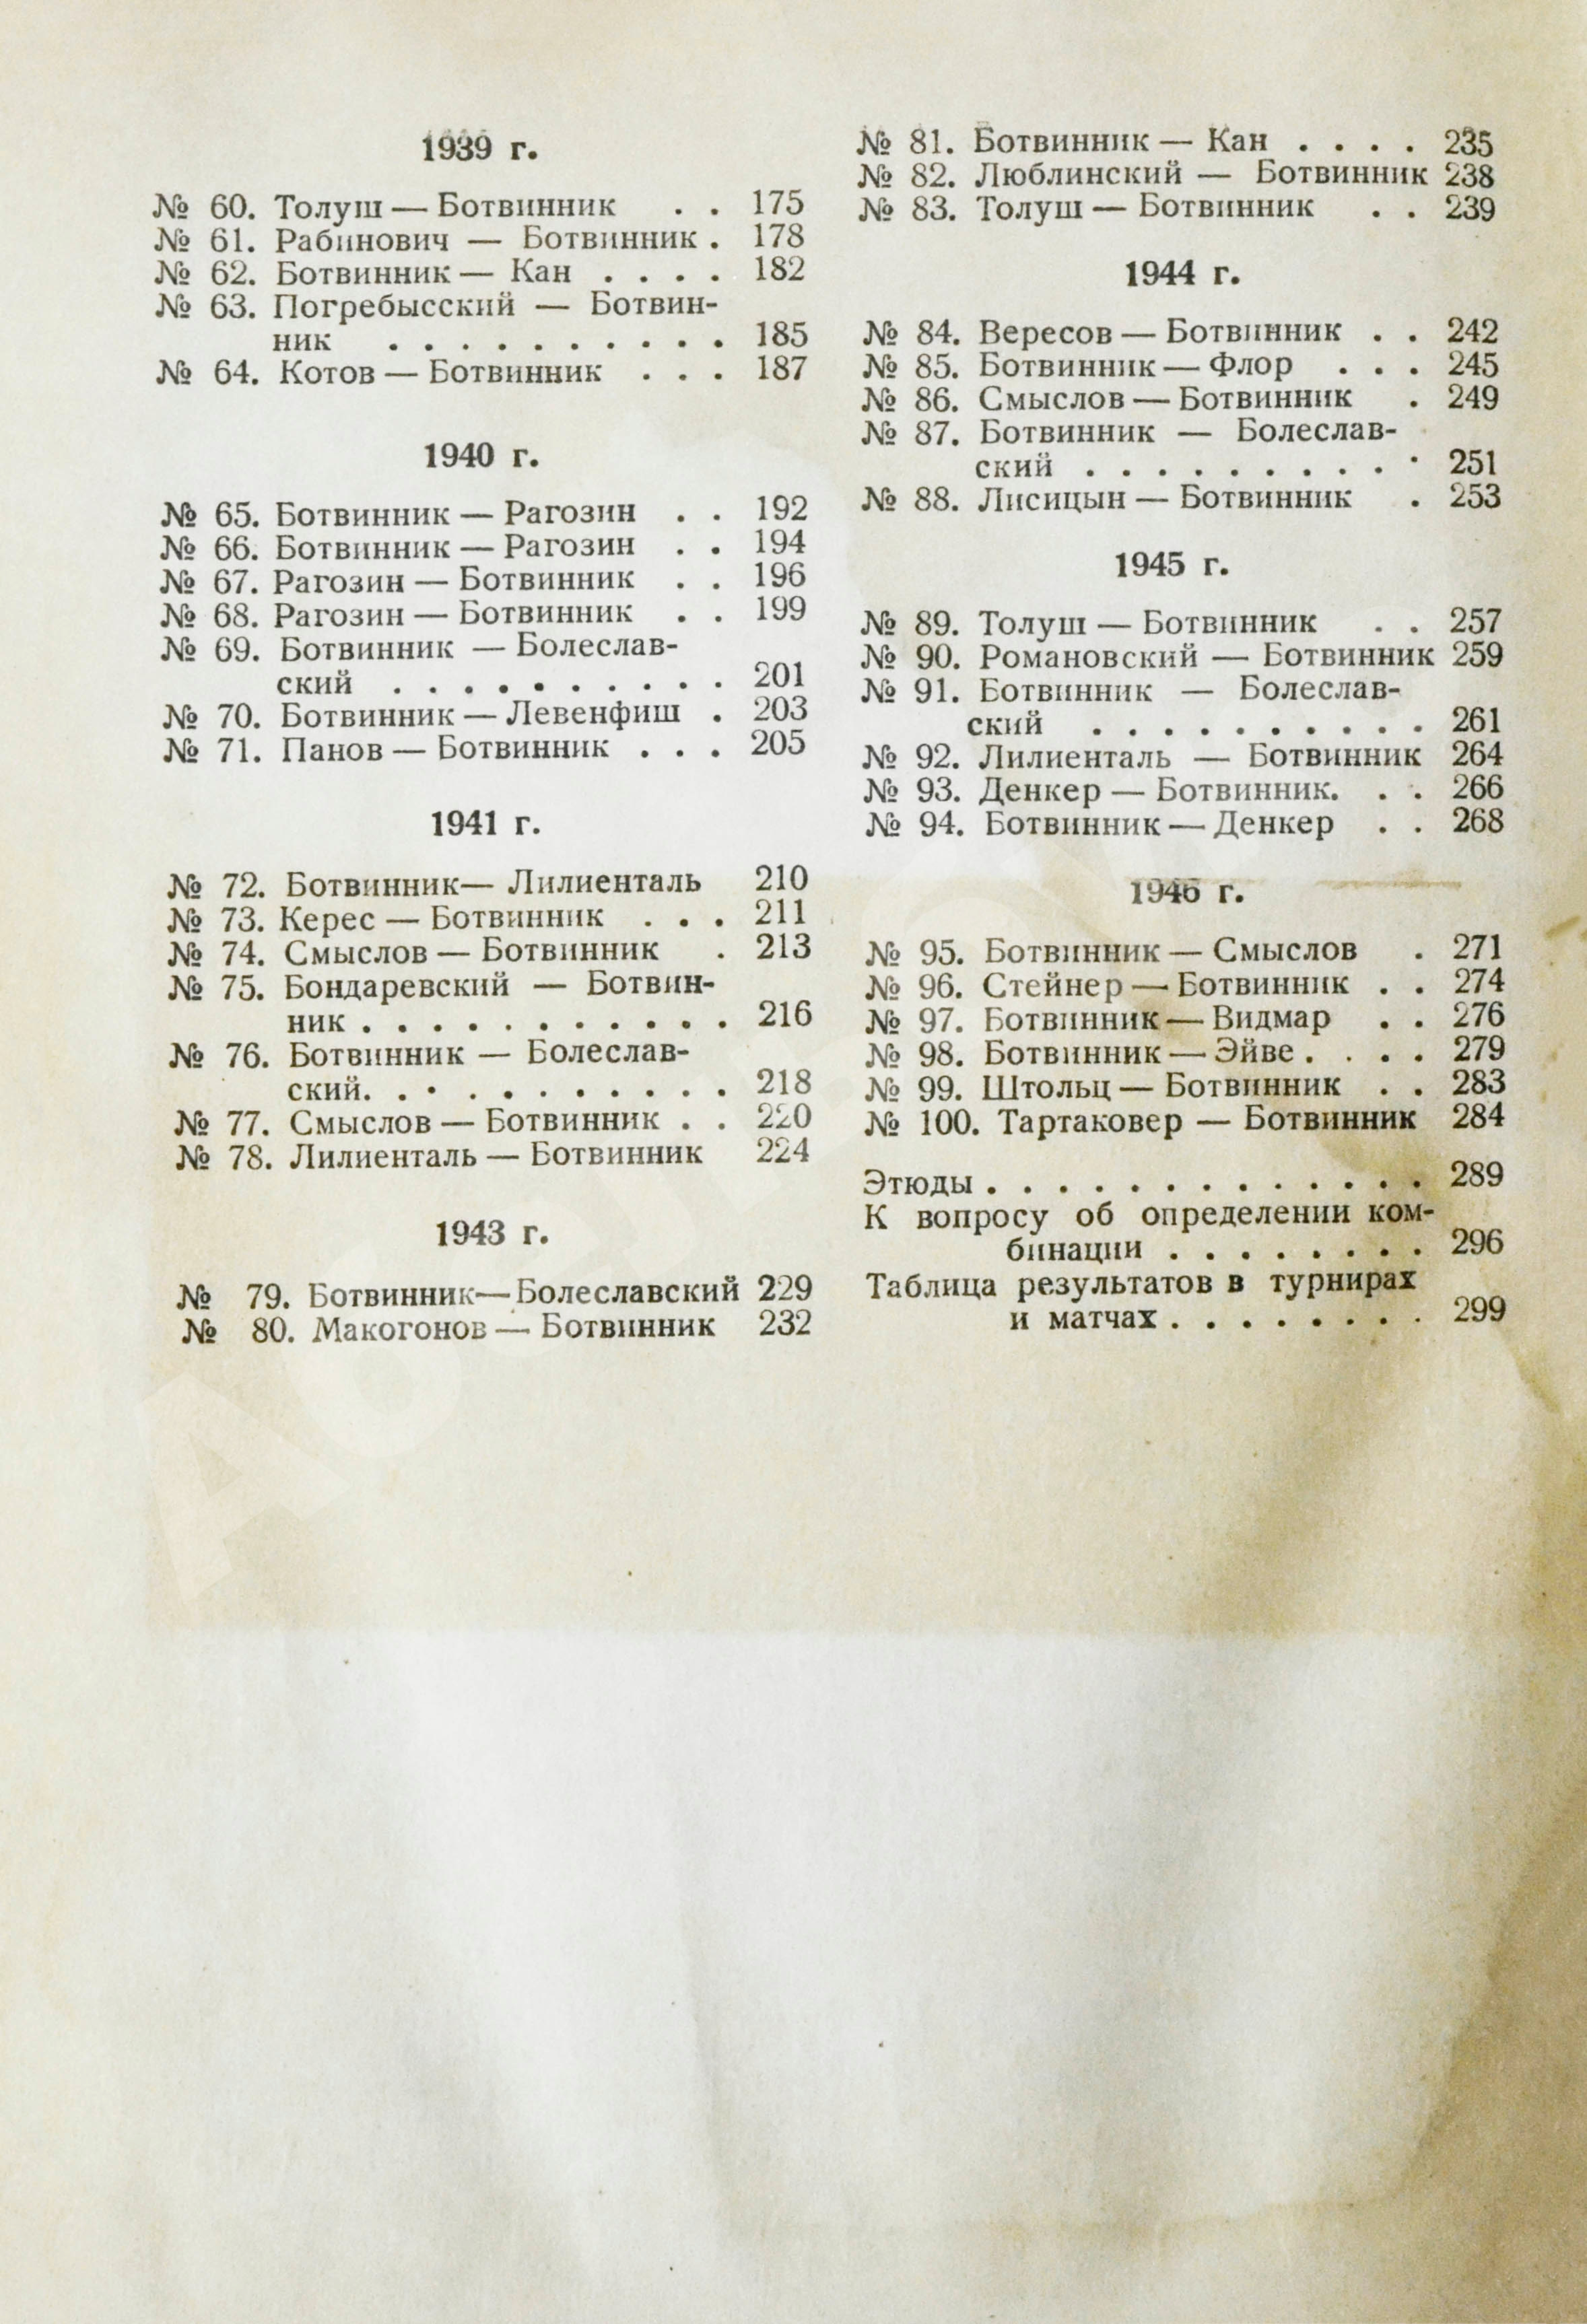 1939 г.
№ 60. Толуш — Ботвинник . . 175
№ 61. Рабинович — Ботвинник . 178
№ 62. Ботвинник — Кан . . . . 182
№ 63. Погребысский — Ботвин-
ник . . . . . . . . . . 185
№ 64. Котов — Ботвинник . . . 187
1940 г.
№ 65. Ботвинник — Рагозин . . 192
№ 66. Ботвинник — Рагозин . . 194
№ 67. Рагозин — Ботвинник . . 196
№ 68. Рагозин — Ботвинник . . 199
№ 69. Ботвинник — Болеслав-
ский . . . . . . . . . . 201
№ 70. Ботвинник — Левенфиш . 203
№ 71. Панов — Ботвинник . . . 205
1941 г.
№ 72. Ботвинник— Лилиенталь 210
№ 73. Керес — Ботвинник . . . 211
№ 74. Смыслов — Ботвинник . 213
№ 75. Бондаревский — Ботвин-
ник . . . . . . . . . . . 216
№ 76. Ботвинник — Болеслав-
ский. . . . . . . . . . . 218
№ 77. Смыслов — Ботвинник . . 220
№ 78. Лилиенталь — Ботвинник 224
1943 г.
№ 79. Ботвинник—Болеславский 229
№ 80. Макогонов — Ботвинник 232
№ 81. Ботвинник — Кан . . . . 235
№ 82. Люблинский — Ботвинник 238
№ 83. Толуш — Ботвинник . . 239
1944 г.
№ 84. Вересов — Ботвинник . . 242
№ 85. Ботвинник — Флор . . . 245
№ 86. Смыслов — Ботвинник . 249
№ 87. Ботвинник — Болеслав-
ский . . . . . . . . . . 251
№ 88. Лисицын — Ботвинник . 253
1945 г.
№ 89. Толуш — Ботвинник . . 257
№ 90. Романовский — Ботвинник 259
№ 91. Ботвинник — Болеслав-
ский . . . . . . . . . . 261
№ 92. Лилиенталь — Ботвинник 264
№ 93. Денкер — Ботвинник. . . 266
№ 94. Ботвинник — Денкер . . 268
1946 г.
№ 95. Ботвинник — Смыслов . 271
№ 96. Стейнер — Ботвинник . . 274
№ 97. Ботвинник — Видмар . . 276
№ 98. Ботвинник — Эйве . . . . 279
№ 99. Штольц — Ботвинник . . 283
№ 100. Тартаковер — Ботвинник 284
Этюды . . . . . . . . . . . . . 289
К вопросу об определении ком-
бинации . . . . . . . . 296
Таблица результатов в турнирах
и матчах . . . . . . . . 299